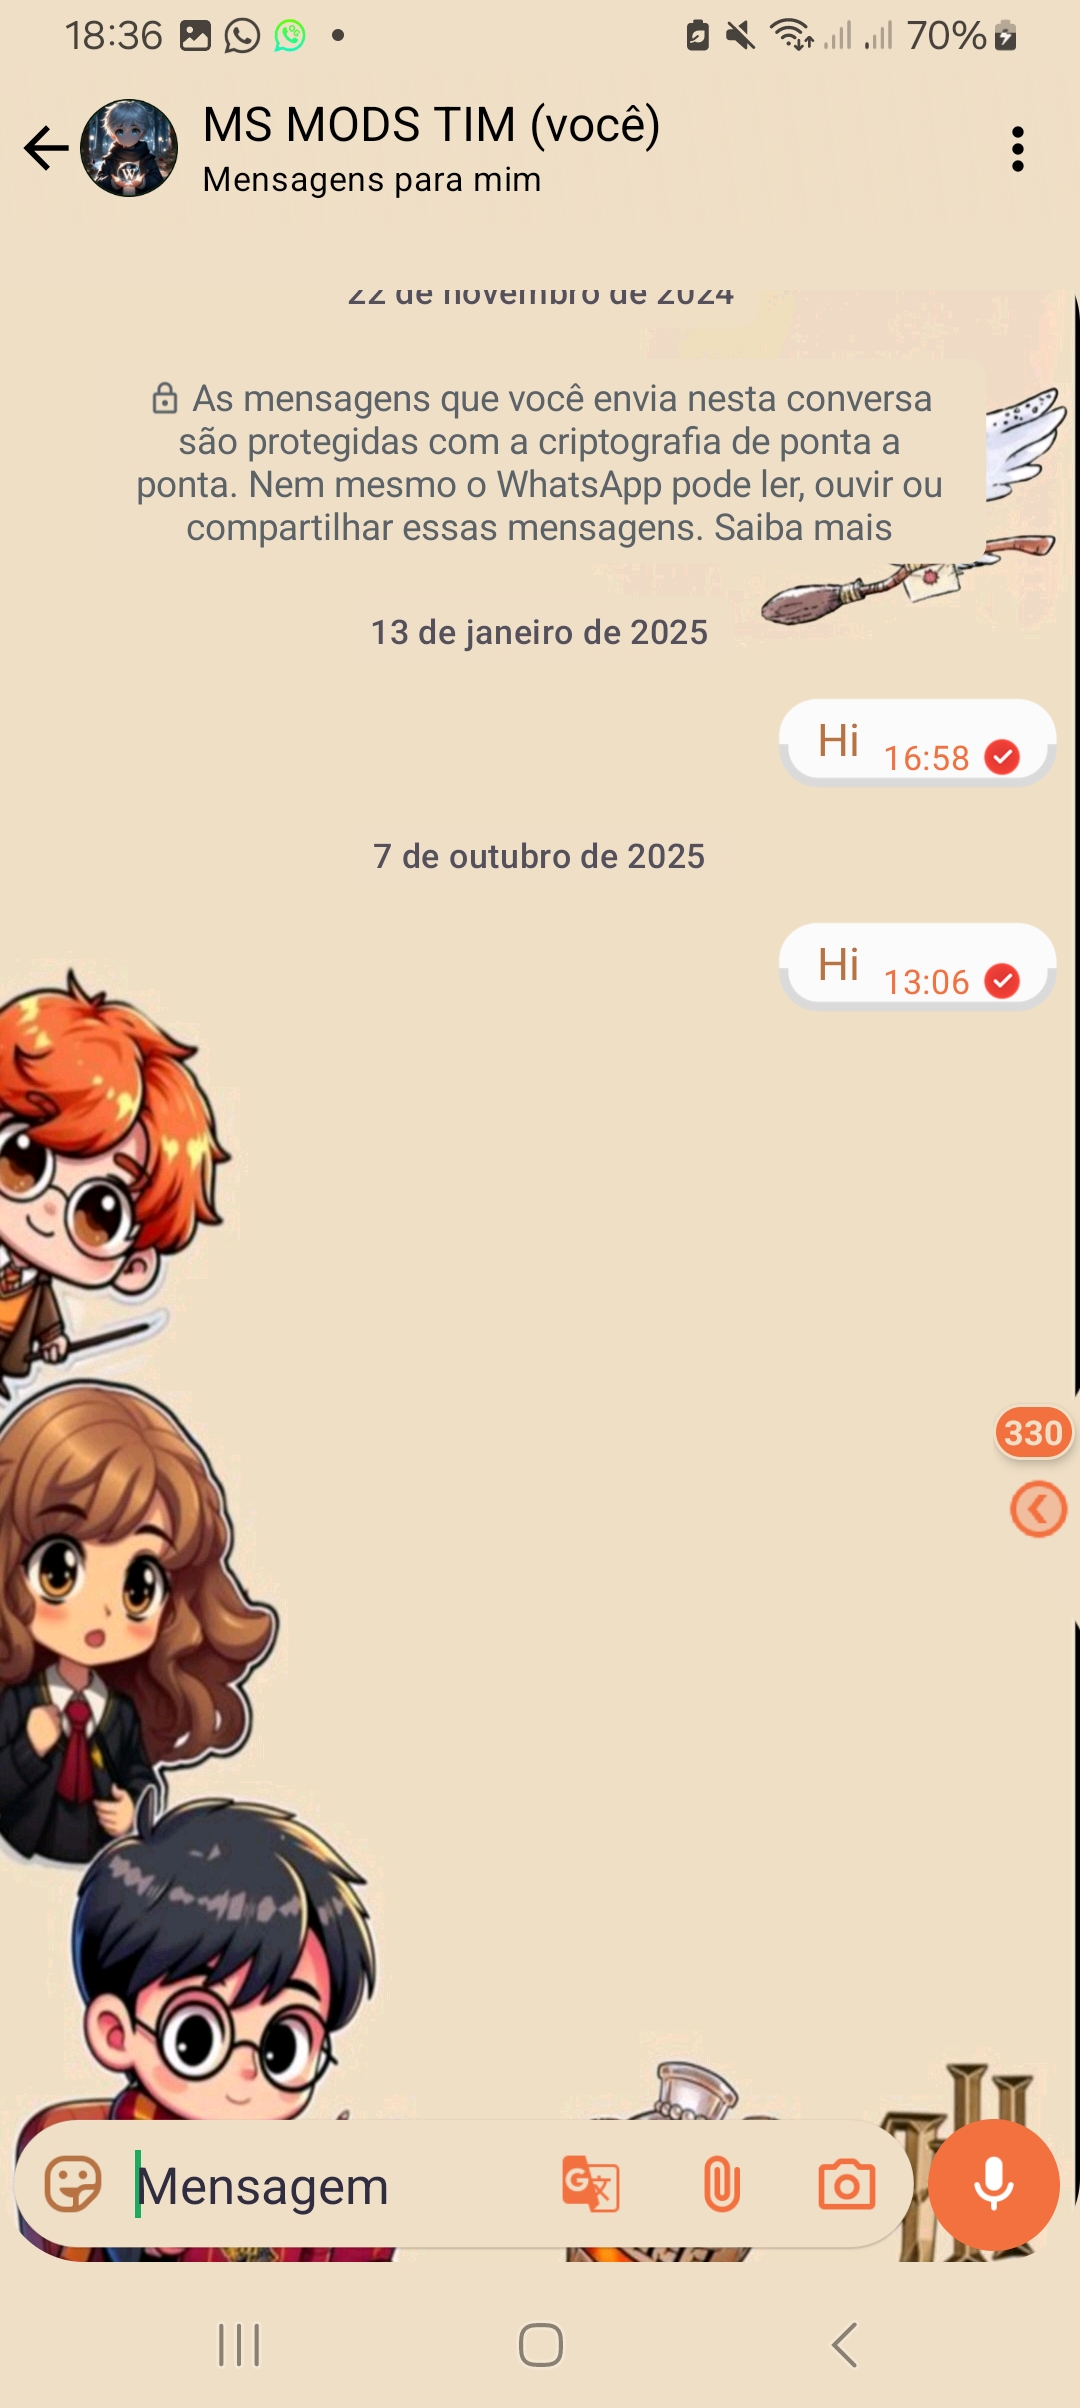 18:36
70%
MS MODS TIM (você)
Mensagens para mim
22 de novembro de 2024
As mensagens que você envia nesta conversa
são protegidas com a criptografia de ponta a
ponta. Nem mesmo o WhatsApp pode ler, ouvir ou
compartilhar essas mensagens. Saiba mais
13 de janeiro de 2025
Hi 16:58
7 de outubro de 2025
Hi 13:06
330
Mensagem